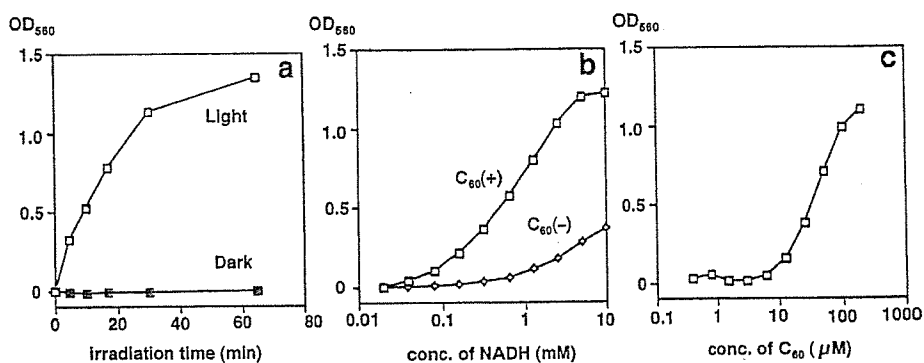 OD560
a
1.5
1.0
0.5
0
Light
Dark
0 20 40 60 80
irradiation time (min)
OD560
b
1.5
1.0
0.5
0
C60(+)
C60(-)
0.01 0.1 1 10
conc. of NADH (mM)
OD560
c
1.5
1.0
0.5
0
0.1 1 10 100 1000
conc. of C60 (µM)